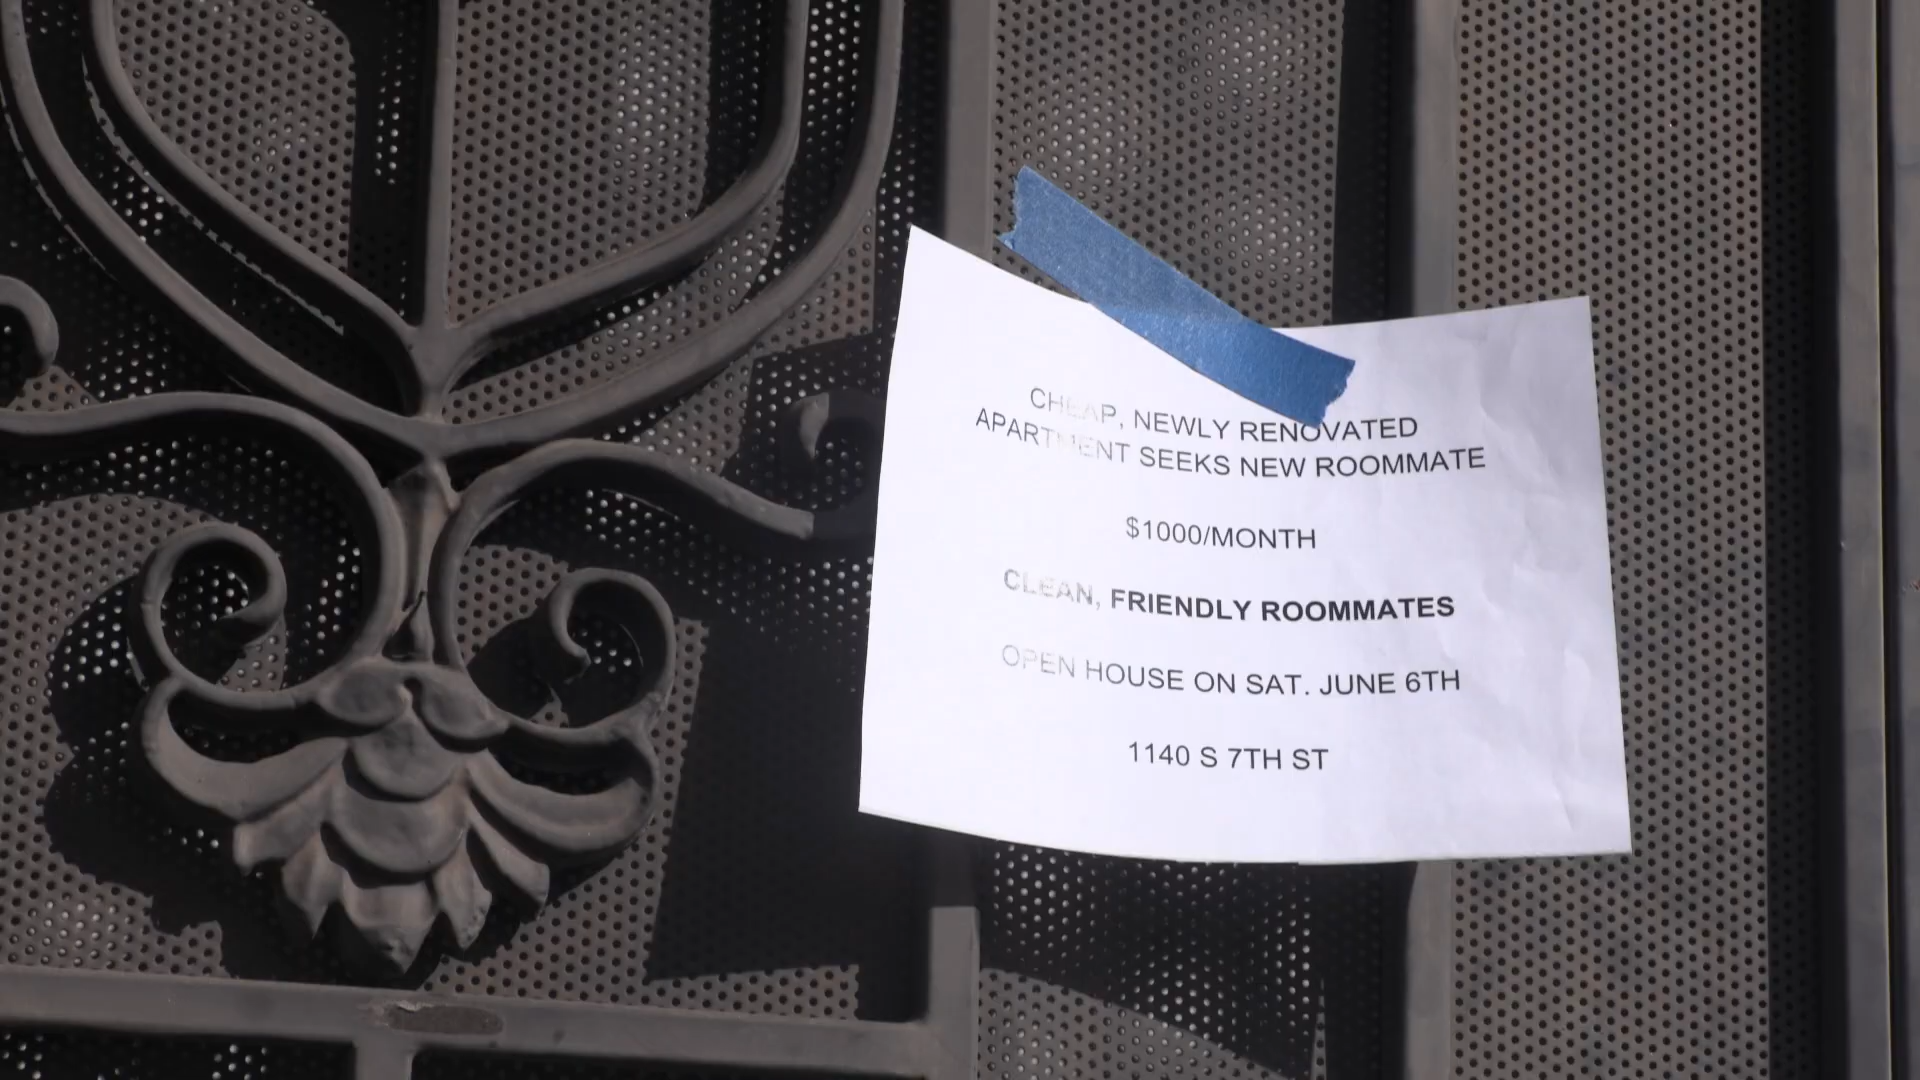 CHEAP, NEWLY RENOVATED
APARTMENT SEEKS NEW ROOMMATE
$1000/MONTH
CLEAN, FRIENDLY ROOMMATES
OPEN HOUSE ON SAT. JUNE 6TH
1140 S 7TH ST